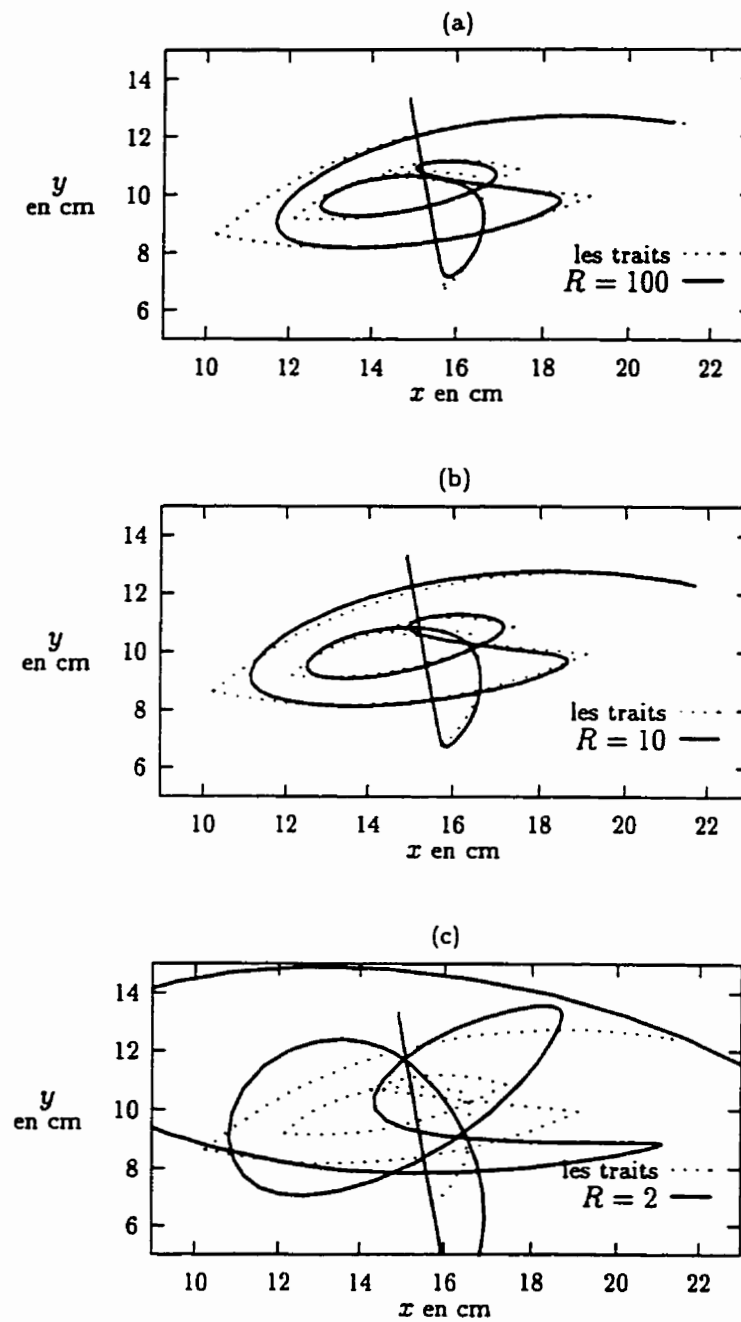 (a)
14
12
10
8
6
y
en cm
les traits
R = 100
10 12 14 16 18 20 22
x en cm
(b)
14
12
10
8
6
y
en cm
les traits
R = 10
10 12 14 16 18 20 22
x en cm
(c)
14
12
10
8
6
y
en cm
les traits
R = 2
10 12 14 16 18 20 22
x en cm